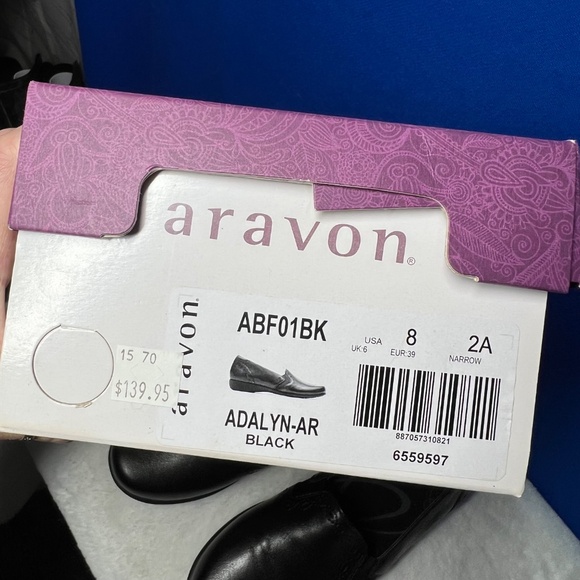 aravon®
15 70
$139.95
aravon®
ABF01BK
ADALYN-AR
BLACK
USA 8 2A
UK:6 EUR:39 NARROW
887057310821
6559597